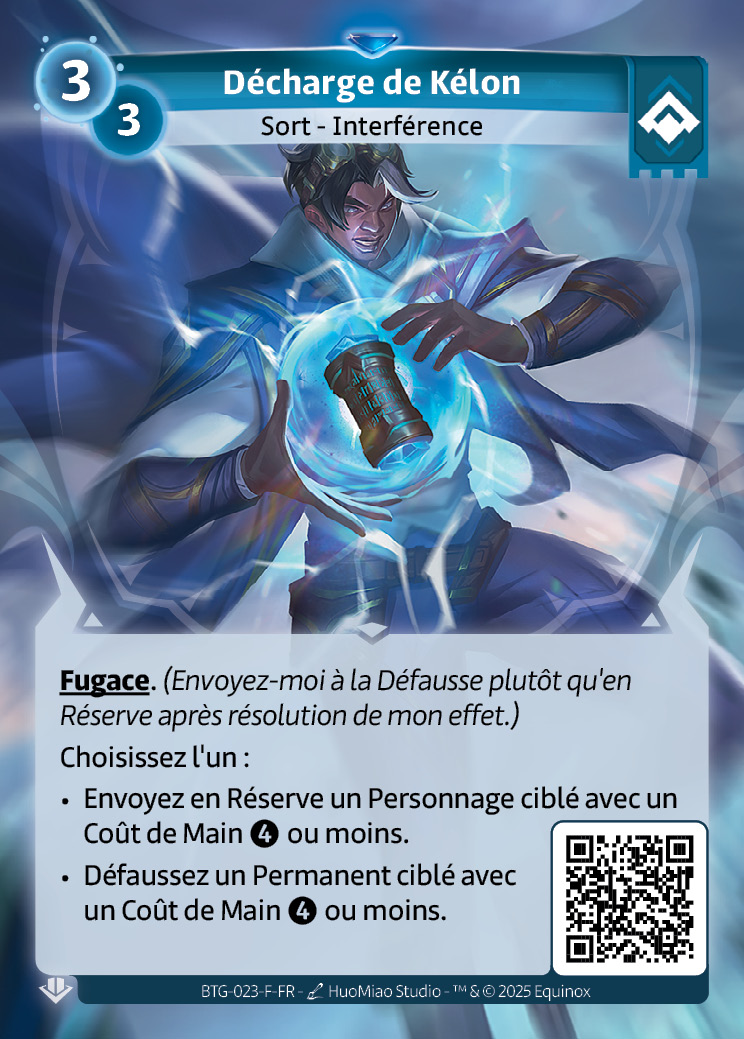 3
Décharge de Kélon
3
Sort - Interférence
Fugace. (Envoyez-moi à la Défausse plutôt qu'en
Réserve après résolution de mon effet.)
Choisissez l'un :
• Envoyez en Réserve un Personnage ciblé avec un
Coût de Main 4 ou moins.
• Défaussez un Permanent ciblé avec
un Coût de Main 4 ou moins.
BTG-023-F-FR - HuoMiao Studio - ™ & © 2025 Equinox